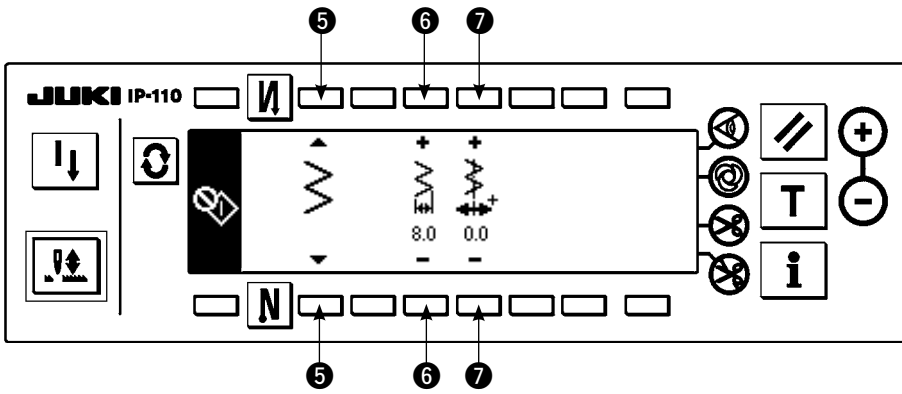 ❺ ❻ ❼
JUKI IP-110
+ +
8.0 0.0
− −
T
i
+
−
N
❺ ❻ ❼